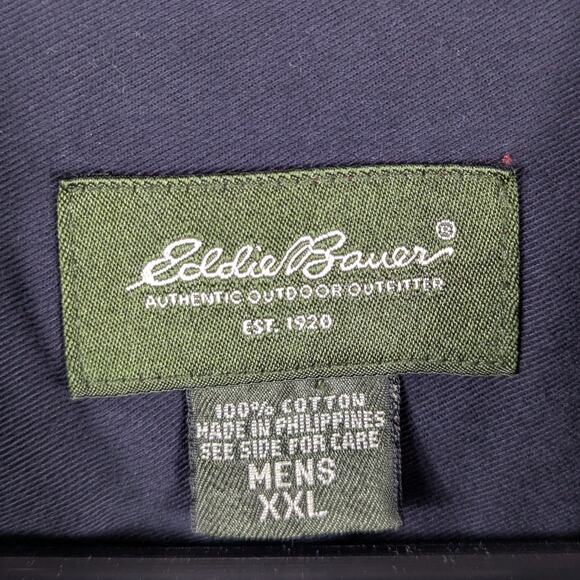 Eddie Bauer®
AUTHENTIC OUTDOOR OUTFITTER
EST. 1920
100% COTTON
MADE IN PHILIPPINES
SEE SIDE FOR CARE
MENS
XXL